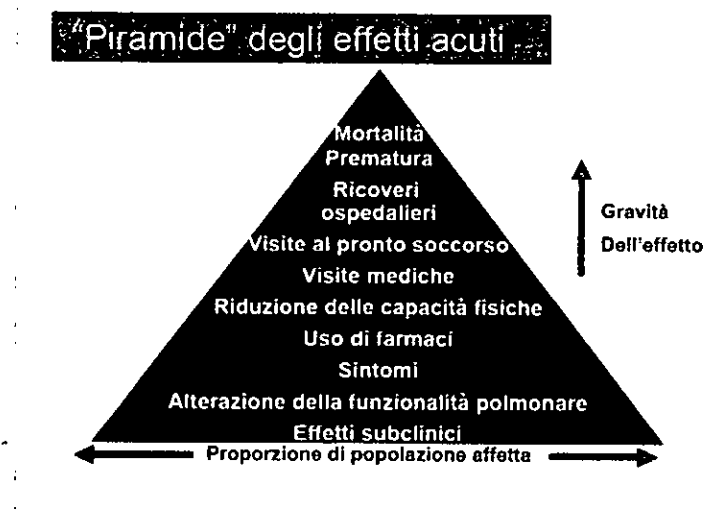 "Piramide" degli effetti acuti
Mortalità
Prematura
Ricoveri
ospedalieri
Visite al pronto soccorso
Visite mediche
Riduzione delle capacità fisiche
Uso di farmaci
Sintomi
Alterazione della funzionalità polmonare
Effetti subclinici
Gravità
Dell'effetto
Proporzione di popolazione affetta